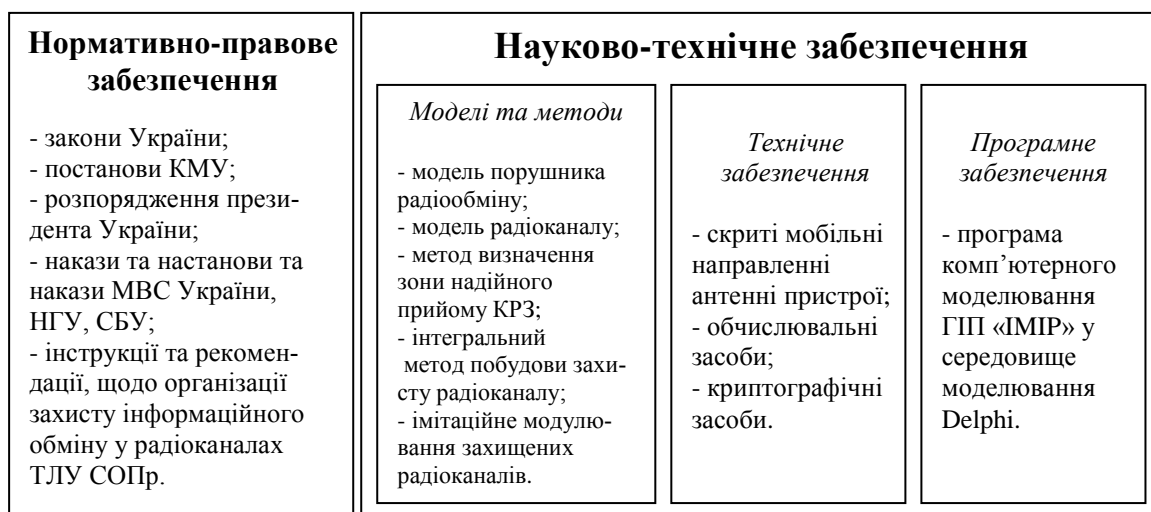 Нормативно-правове
забезпечення
- закони України;
- постанови КМУ;
- розпорядження прези-
дента України;
- накази та настанови та
накази МВС України,
НГУ, СБУ;
- інструкції та рекомен-
дації, щодо організації
захисту інформаційного
обміну у радіоканалах
ТЛУ СОПр.
Науково-технічне забезпечення
Моделі та методи
- модель порушника
радіообміну;
- модель радіоканалу;
- метод визначення
зони надійного
прийому КРЗ;
- інтегральний
метод побудови захи-
сту радіоканалу;
- імітаційне модулю-
вання захищених
радіоканалів.
Технічне
забезпечення
- скриті мобільні
направленні
антенні пристрої;
- обчислювальні
засоби;
- криптографічні
засоби.
Програмне
забезпечення
- програма
комп’ютерного
моделювання
ГІП «ІМІР» у
середовище
моделювання
Delphi.